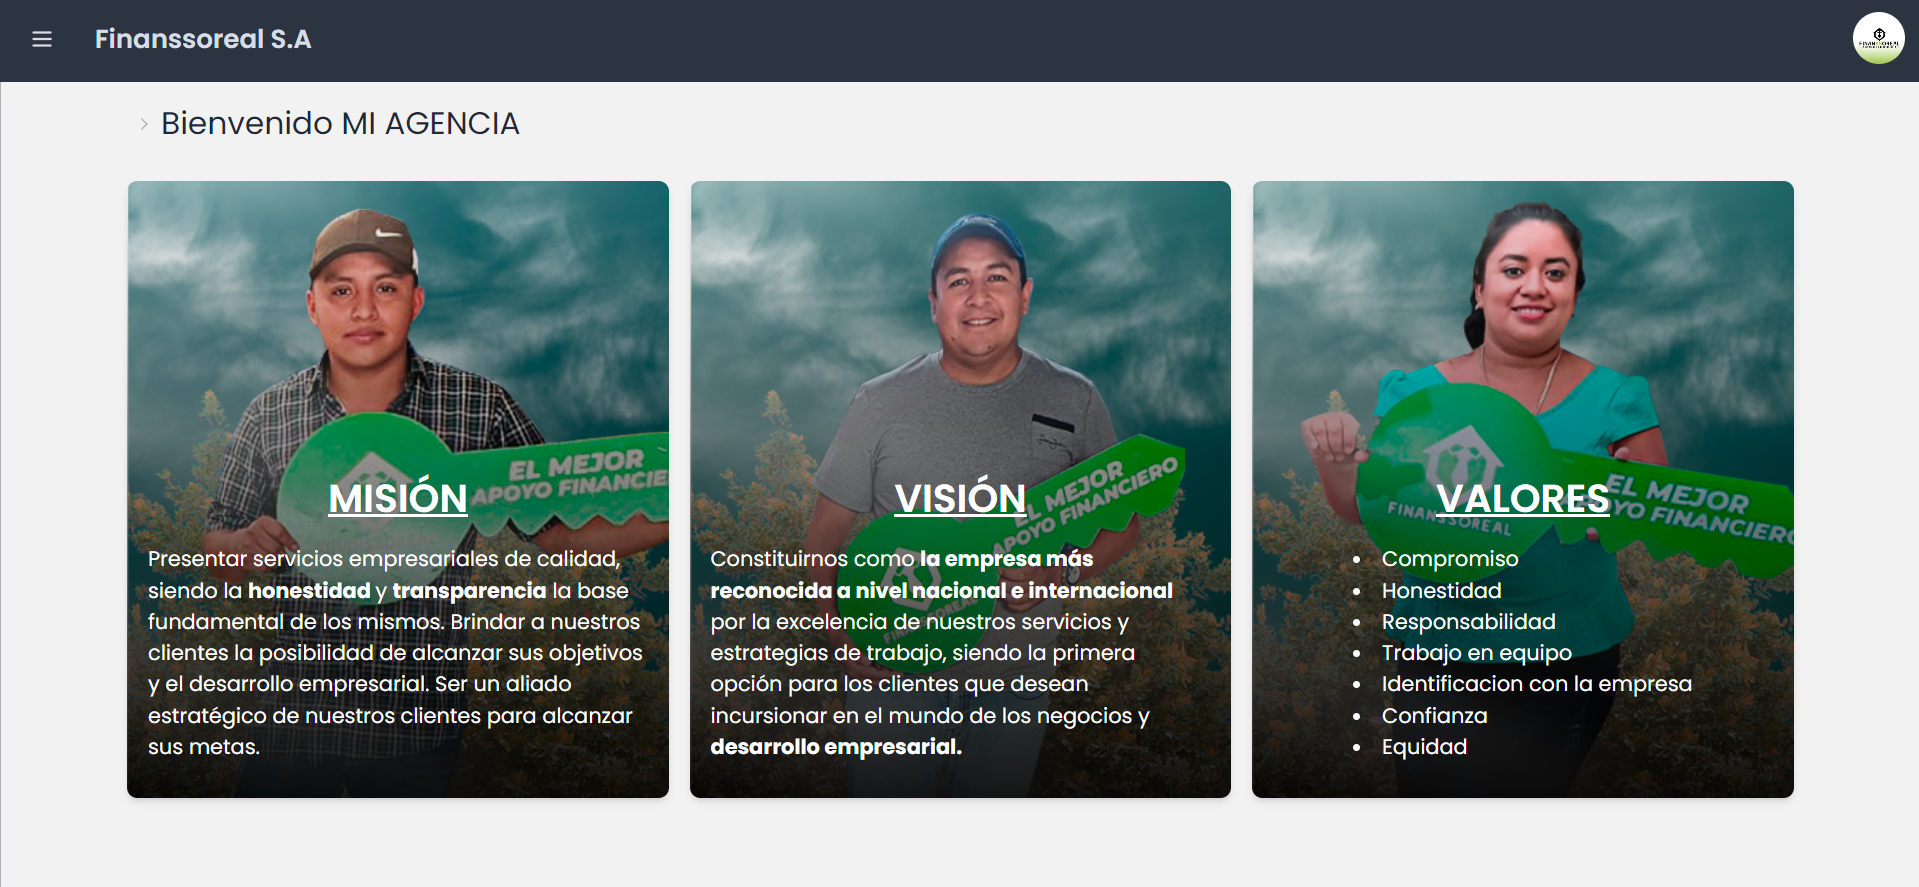 Finanssoreal S.A
FINANSSOREAL
Bienvenido MI AGENCIA
EL MEJOR
APOYO FINANCIE
MISIÓN
Presentar servicios empresariales de calidad,
siendo la honestidad y transparencia la base
fundamental de los mismos. Brindar a nuestros
clientes la posibilidad de alcanzar sus objetivos
y el desarrollo empresarial. Ser un aliado
estratégico de nuestros clientes para alcanzar
sus metas.
EL MEJOR
APOYO FINANCIERO
FINANSSOREAL
VISIÓN
Constituirnos como la empresa más
reconocida a nivel nacional e internacional
por la excelencia de nuestros servicios y
estrategias de trabajo, siendo la primera
opción para los clientes que desean
incursionar en el mundo de los negocios y
desarrollo empresarial.
EL MEJOR
OYO FINANCIERO
FINANSSOREAL
VALORES
Compromiso
Honestidad
Responsabilidad
Trabajo en equipo
Identificacion con la empresa
Confianza
Equidad